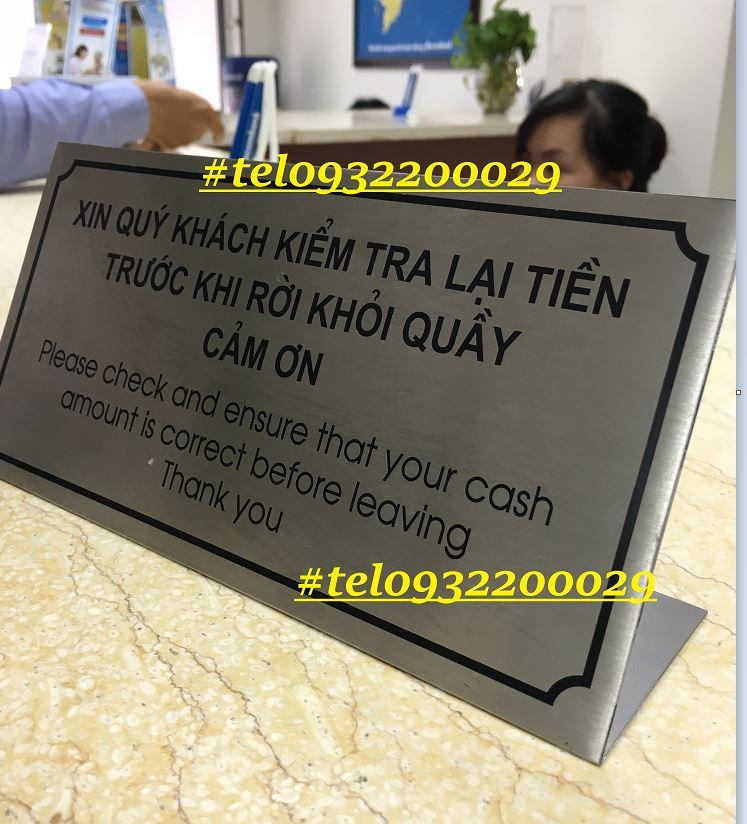 #tel0932200029
XIN QUÝ KHÁCH KIỂM TRA LẠI TIỀN
TRƯỚC KHI RỜI KHỎI QUẦY
CẢM ƠN
Please check and ensure that your cash
amount is correct before leaving
Thank you
#tel0932200029